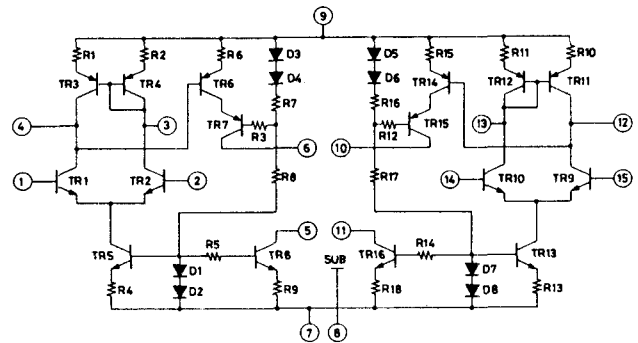 9
R1 R2 R6 D3 D5 R15 R11 R10
TR3 TR4 TR6 D4 D6 TR14 TR12 TR11
R7 R16
4 3 TR7 R3 R12 TR15 13 12
6 10
1 TR1 TR2 2 R8 R17 14 TR10 TR9 15
5 11
TR5 R5 TR8 SUB TR16 R14 TR13
D1 D7
R4 D2 R9 R18 D8 R13
7 8